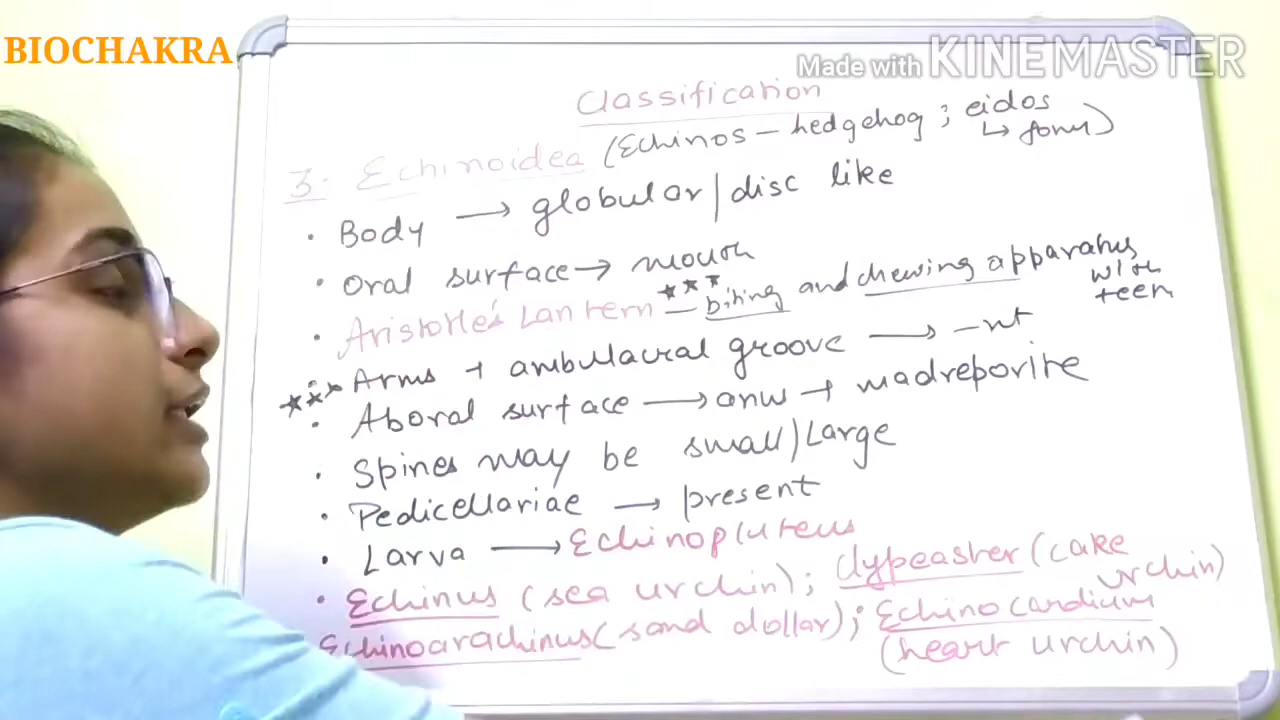 BIOCHAKRA
Made with KINEMASTER
Classification
3. Echinoidea (Echinos - hedgehog ; eidos
↳ form)
• Body → globular/disc like
• Oral surface → mouth
• Aristotle's Lantern *** - biting and chewing apparatus
with
teeth
*** Arms + ambulacral groove → -nt
• Aboral surface → anus + madreporite
• Spines may be small/Large
• Pedicellariae → present
• Larva → Echinopluteus
• Echinus (sea urchin); Clypeaster (cake
urchin)
Echinoarachinus (sand dollar); Echinocardium
(heart urchin)